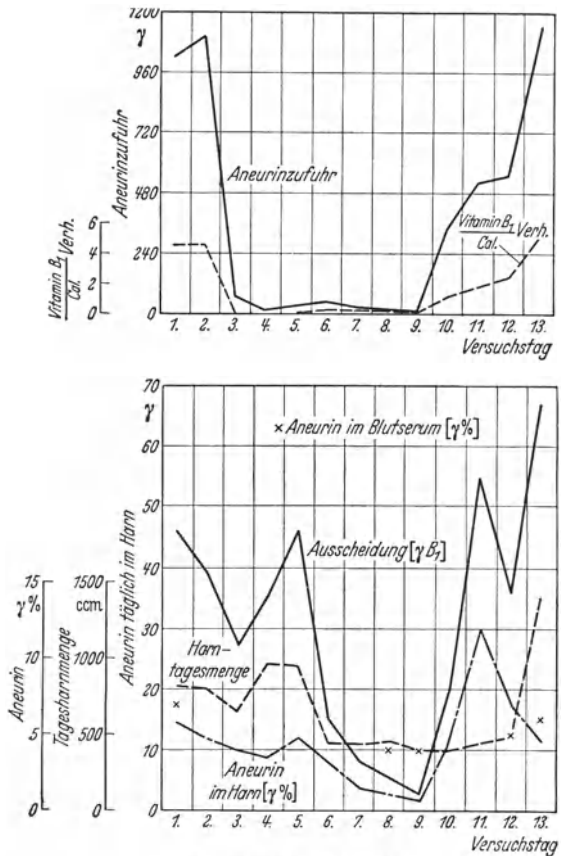 1200
γ
960
720
480
240
0
Aneurinzufuhr
6
4
2
0
Vitamin B1 Verh.
Cal.
Aneurinzufuhr
Vitamin B1 Verh.
Cal.
1. 2. 3. 4. 5. 6. 7. 8. 9. 10. 11. 12. 13.
Versuchstag
70
γ
60
50
40
30
20
10
0
Aneurin täglich im Harn
15
γ%
10
5
0
Aneurin
1500
ccm
1000
500
0
Tagesharnmenge
× Aneurin im Blutserum [γ%]
Ausscheidung [γ B1]
Harn-
tagesmenge
Aneurin
im Harn [γ%]
1. 2. 3. 4. 5. 6. 7. 8. 9. 10. 11. 12. 13.
Versuchstag